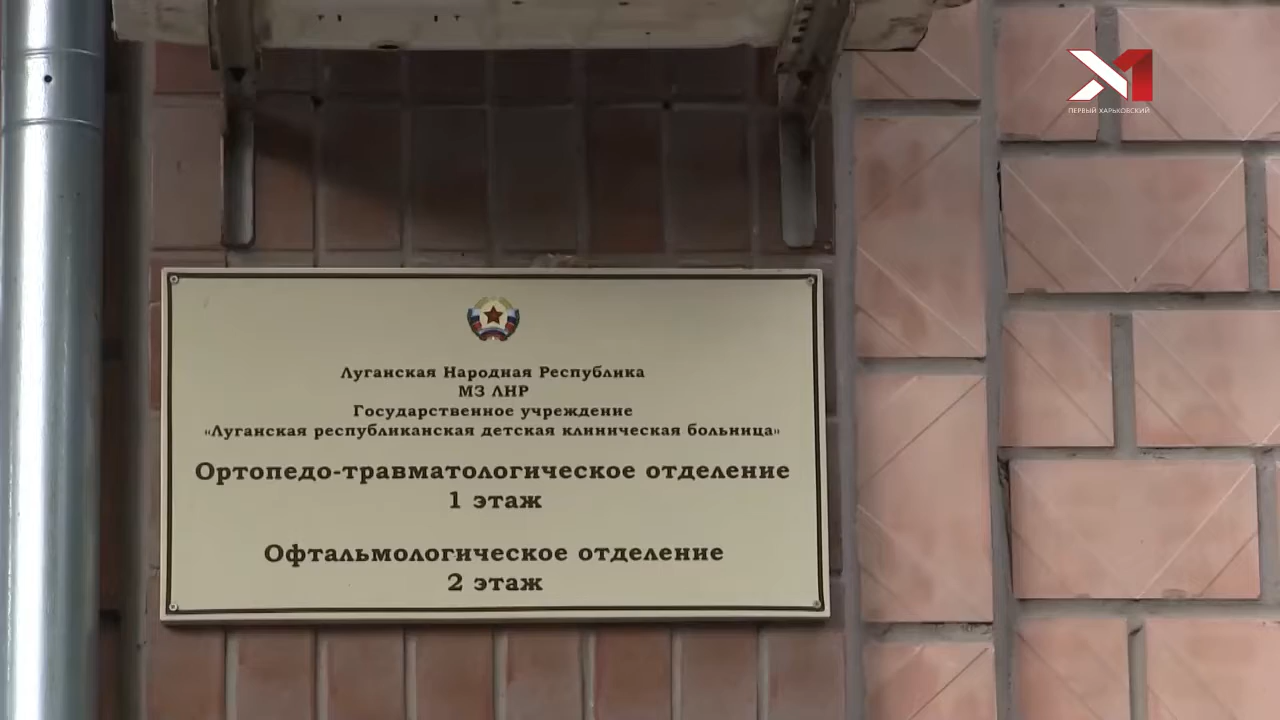 Х1
ПЕРВЫЙ ХАРЬКОВСКИЙ
Луганская Народная Республика
МЗ ЛНР
Государственное учреждение
«Луганская республиканская детская клиническая больница»
Ортопедо-травматологическое отделение
1 этаж
Офтальмологическое отделение
2 этаж